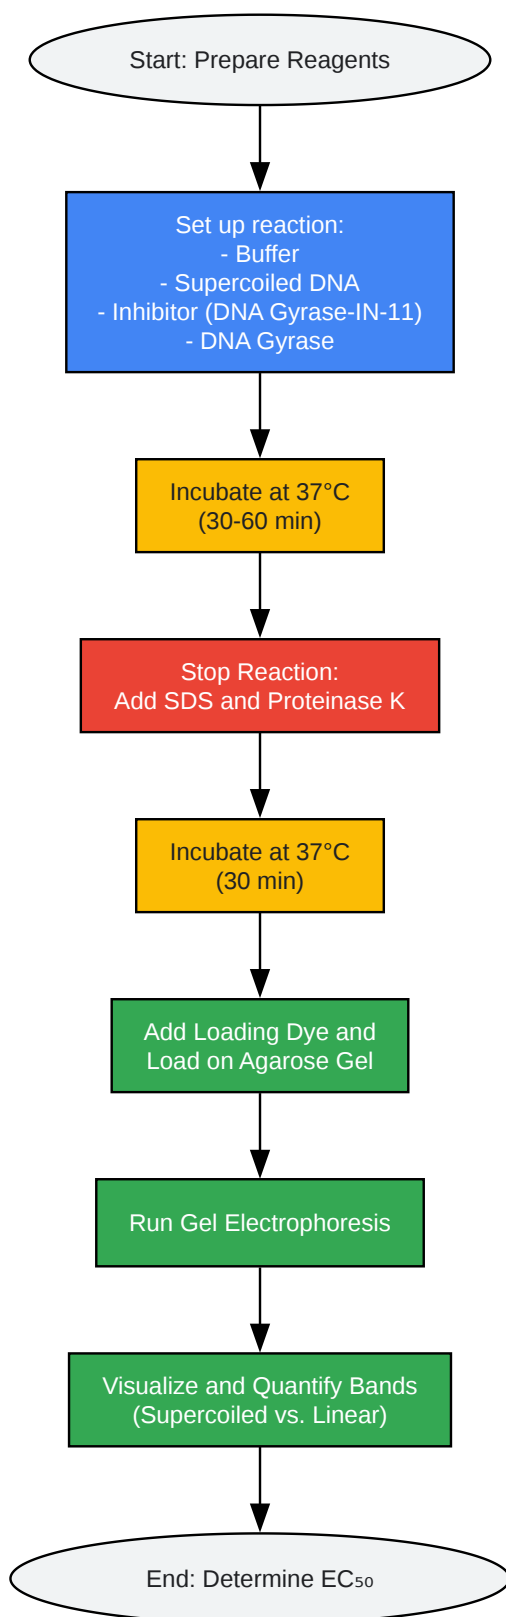 Start: Prepare Reagents
Set up reaction:
- Buffer
- Supercoiled DNA
- Inhibitor (DNA Gyrase-IN-11)
- DNA Gyrase
Incubate at 37°C
(30-60 min)
Stop Reaction:
Add SDS and Proteinase K
Incubate at 37°C
(30 min)
Add Loading Dye and
Load on Agarose Gel
Run Gel Electrophoresis
Visualize and Quantify Bands
(Supercoiled vs. Linear)
End: Determine EC₅₀